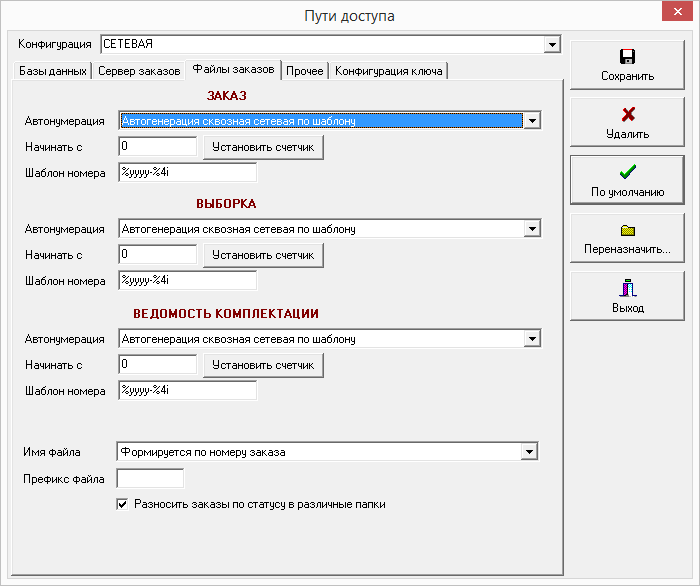 Пути доступа
Конфигурация СЕТЕВАЯ
Базы данных Сервер заказов Файлы заказов Прочее Конфигурация ключа
ЗАКАЗ
Автонумерация Автогенерация сквозная сетевая по шаблону
Начинать с 0 Установить счетчик
Шаблон номера %yyyy-%4i
ВЫБОРКА
Автонумерация Автогенерация сквозная сетевая по шаблону
Начинать с 0 Установить счетчик
Шаблон номера %yyyy-%4i
ВЕДОМОСТЬ КОМПЛЕКТАЦИИ
Автонумерация Автогенерация сквозная сетевая по шаблону
Начинать с 0 Установить счетчик
Шаблон номера %yyyy-%4i
Имя файла Формируется по номеру заказа
Префикс файла
Разносить заказы по статусу в различные папки
Сохранить
Удалить
По умолчанию
Переназначить...
Выход